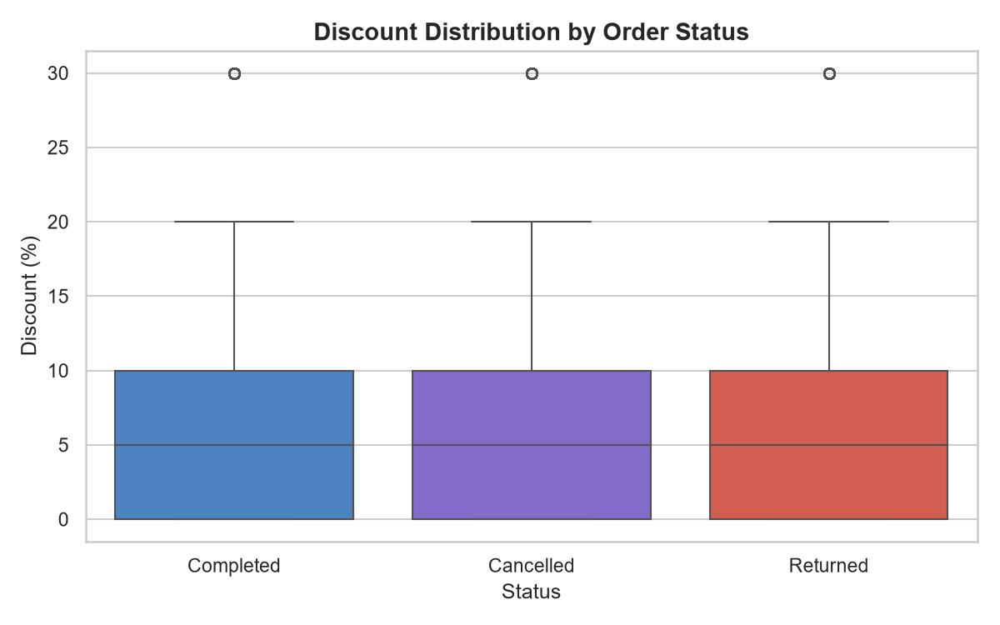 Discount Distribution by Order Status
30
25
20
15
10
5
0
Discount (%)
Completed Cancelled Returned
Status